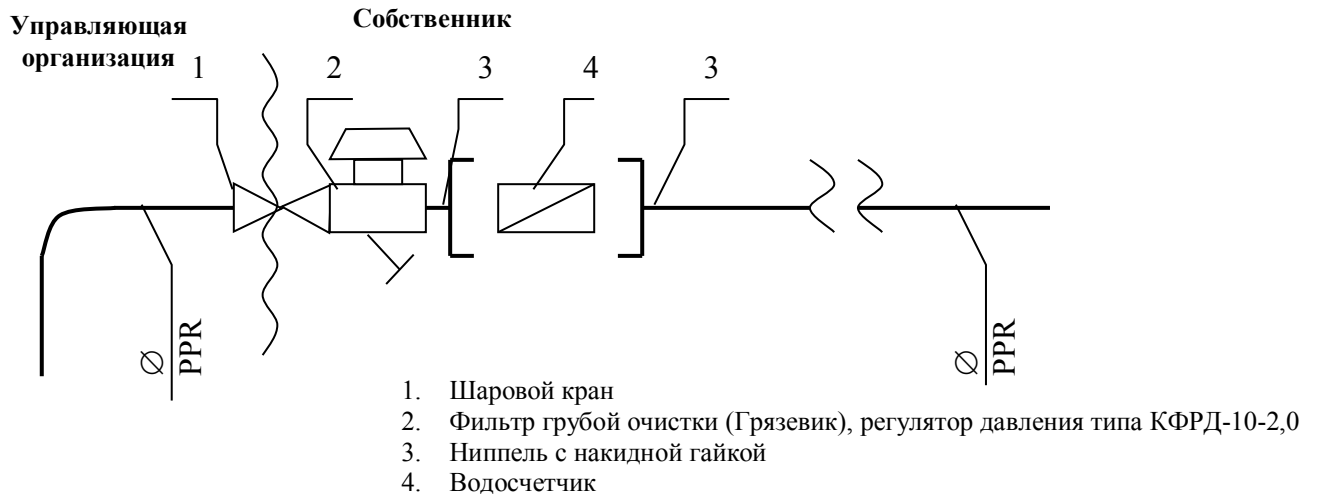 Управляющая
организация
Собственник
1
2
3
4
3
∅
PPR
∅
PPR
1. Шаровой кран
2. Фильтр грубой очистки (Грязевик), регулятор давления типа КФРД-10-2,0
3. Ниппель с накидной гайкой
4. Водосчетчик